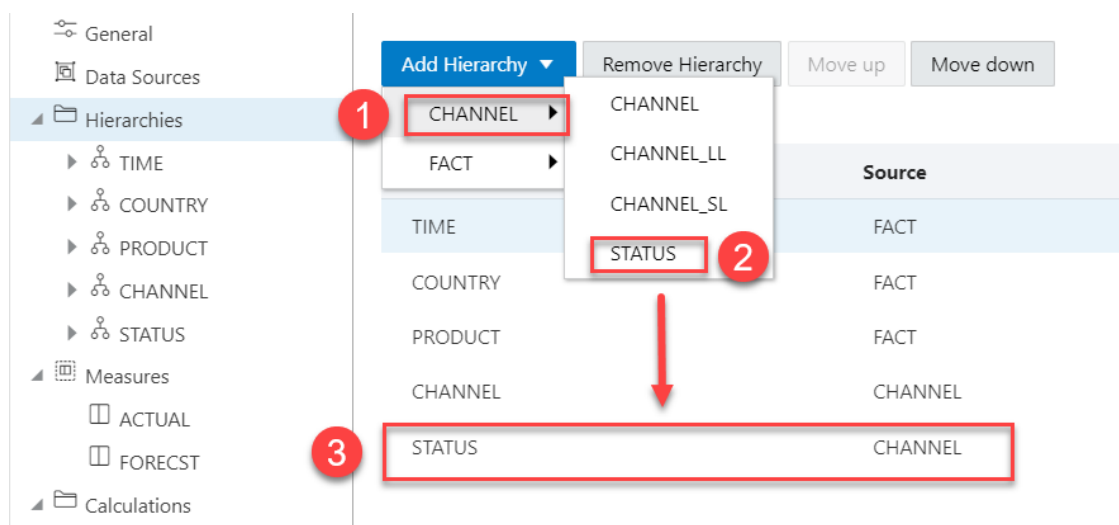 General
Data Sources
Hierarchies
TIME
COUNTRY
PRODUCT
CHANNEL
STATUS
Measures
ACTUAL
FORECST
Calculations
Add Hierarchy Remove Hierarchy Move up Move down
1 CHANNEL
FACT
CHANNEL
CHANNEL_LL
CHANNEL_SL
STATUS 2
Source
TIME FACT
COUNTRY FACT
PRODUCT FACT
CHANNEL CHANNEL
3 STATUS CHANNEL